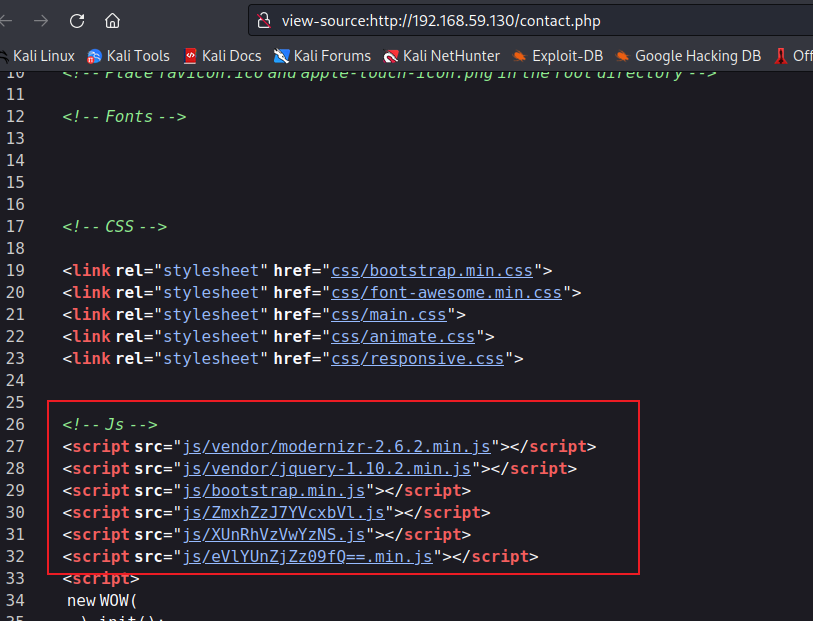 view-source:http://192.168.59.130/contact.php
Kali Linux Kali Tools Kali Docs Kali Forums Kali NetHunter Exploit-DB Google Hacking DB Off
10 <!-- Place favicon.ico and apple-touch-icon.png in the root directory -->
11
12 <!-- Fonts -->
13
14
15
16
17 <!-- CSS -->
18
19 <link rel="stylesheet" href="css/bootstrap.min.css">
20 <link rel="stylesheet" href="css/font-awesome.min.css">
21 <link rel="stylesheet" href="css/main.css">
22 <link rel="stylesheet" href="css/animate.css">
23 <link rel="stylesheet" href="css/responsive.css">
24
25
26 <!-- Js -->
27 <script src="js/vendor/modernizr-2.6.2.min.js"></script>
28 <script src="js/vendor/jquery-1.10.2.min.js"></script>
29 <script src="js/bootstrap.min.js"></script>
30 <script src="js/ZmxhZzJ7YVcxbVl.js"></script>
31 <script src="js/XUnRhVzVwYzNS.js"></script>
32 <script src="js/eVlYUnZjZz09fQ==.min.js"></script>
33 <script>
34 new WOW(
35 ).init();